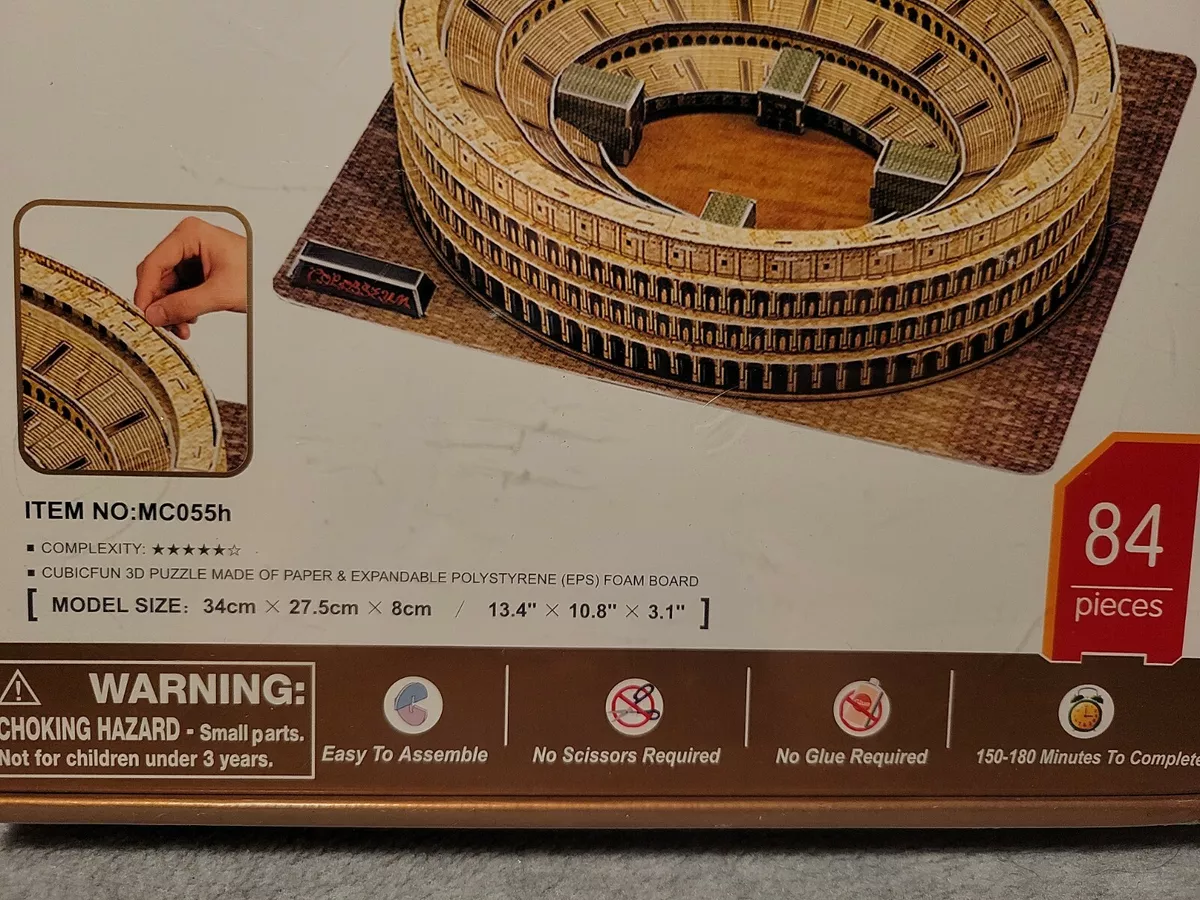 COLOSSEUM
ITEM NO:MC055h
▪ COMPLEXITY: ★★★★★☆
▪ CUBICFUN 3D PUZZLE MADE OF PAPER & EXPANDABLE POLYSTYRENE (EPS) FOAM BOARD
[ MODEL SIZE: 34cm × 27.5cm × 8cm / 13.4" × 10.8" × 3.1" ]
84
pieces
WARNING:
CHOKING HAZARD - Small parts.
Not for children under 3 years.
Easy To Assemble
No Scissors Required
No Glue Required
150-180 Minutes To Complete